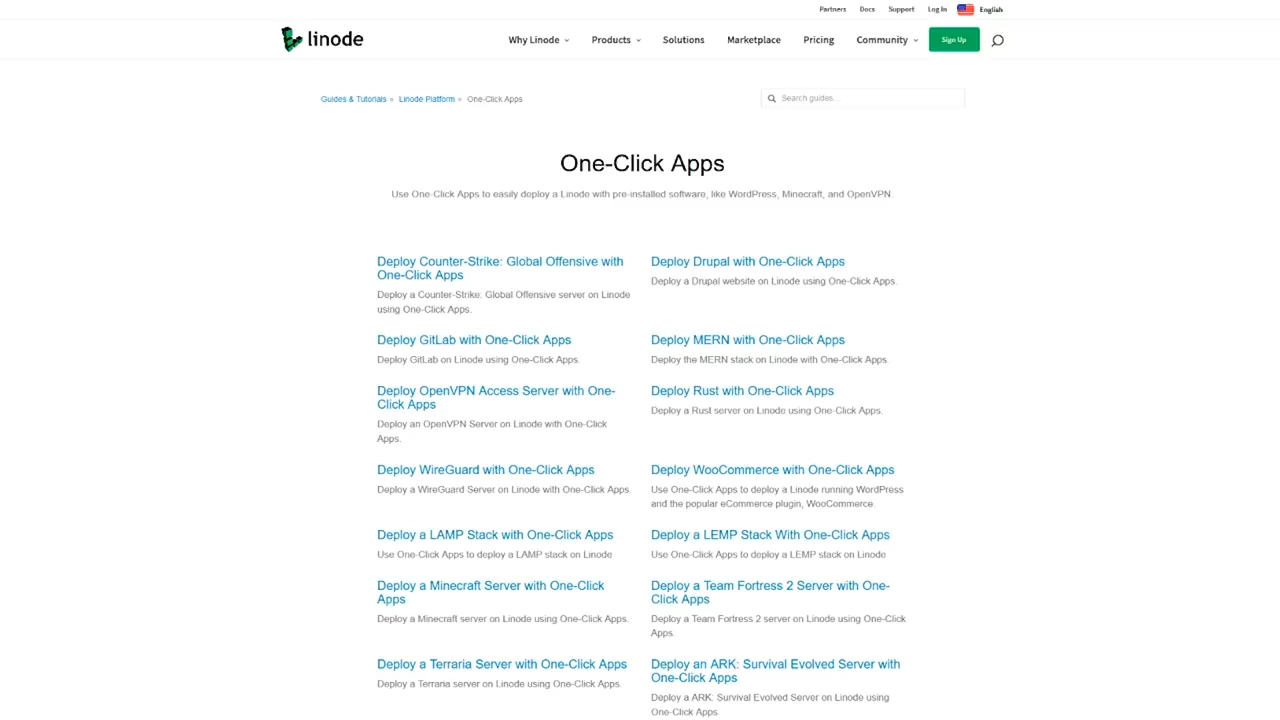 Partners Docs Support Log In English
linode
Why Linode Products Solutions Marketplace Pricing Community Sign Up
Guides & Tutorials » Linode Platform » One-Click Apps
Search guides...
One-Click Apps
Use One-Click Apps to easily deploy a Linode with pre-installed software, like WordPress, Minecraft, and OpenVPN.
Deploy Counter-Strike: Global Offensive with
One-Click Apps
Deploy a Counter-Strike: Global Offensive server on Linode
using One-Click Apps.
Deploy Drupal with One-Click Apps
Deploy a Drupal website on Linode using One-Click Apps.
Deploy GitLab with One-Click Apps
Deploy GitLab on Linode using One-Click Apps.
Deploy MERN with One-Click Apps
Deploy the MERN stack on Linode with One-Click Apps.
Deploy OpenVPN Access Server with One-
Click Apps
Deploy an OpenVPN Server on Linode with One-Click
Apps.
Deploy Rust with One-Click Apps
Deploy a Rust server on Linode using One-Click Apps.
Deploy WireGuard with One-Click Apps
Deploy a WireGuard Server on Linode with One-Click Apps.
Deploy WooCommerce with One-Click Apps
Use One-Click Apps to deploy a Linode running WordPress
and the popular eCommerce plugin, WooCommerce.
Deploy a LAMP Stack with One-Click Apps
Use One-Click Apps to deploy a LAMP stack on Linode
Deploy a LEMP Stack With One-Click Apps
Use One-Click Apps to deploy a LEMP stack on Linode
Deploy a Minecraft Server with One-Click
Apps
Deploy a Minecraft server on Linode using One-Click Apps.
Deploy a Team Fortress 2 Server with One-
Click Apps
Deploy a Team Fortress 2 server on Linode using One-Click
Apps.
Deploy a Terraria Server with One-Click Apps
Deploy a Terraria server on Linode using One-Click Apps.
Deploy an ARK: Survival Evolved Server with
One-Click Apps
Deploy a ARK: Survival Evolved Server on Linode using
One-Click Apps.